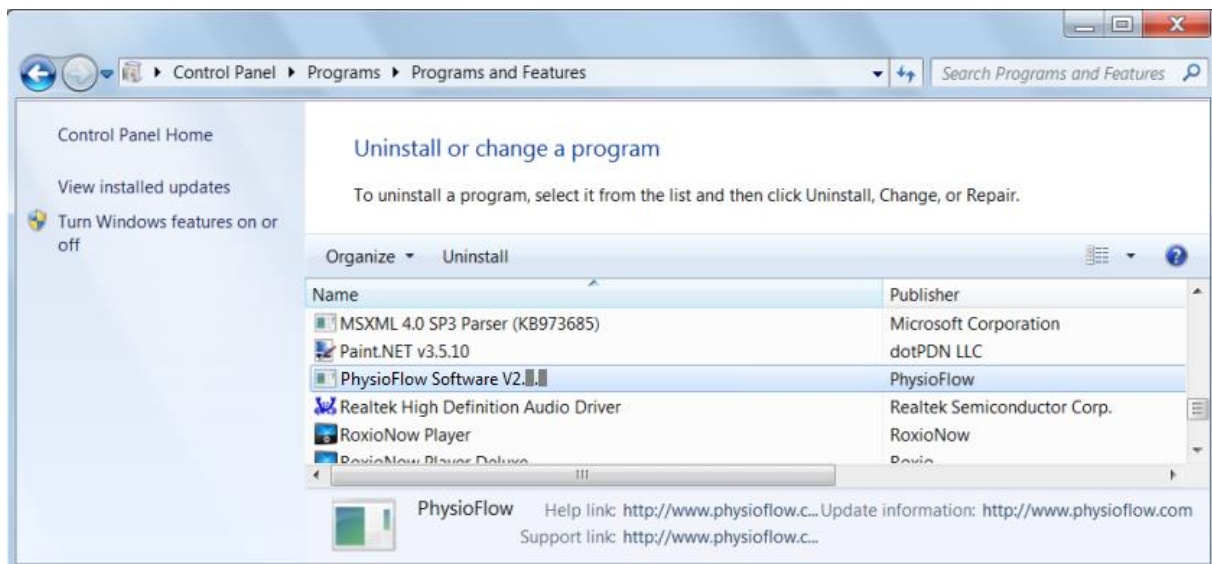 Control Panel ▸ Programs ▸ Programs and Features
Search Programs and Features
Control Panel Home
View installed updates
Turn Windows features on or
off
Uninstall or change a program
To uninstall a program, select it from the list and then click Uninstall, Change, or Repair.
Organize Uninstall
Name Publisher
MSXML 4.0 SP3 Parser (KB973685) Microsoft Corporation
Paint.NET v3.5.10 dotPDN LLC
PhysioFlow Software V2. . PhysioFlow
Realtek High Definition Audio Driver Realtek Semiconductor Corp.
RoxioNow Player RoxioNow
RoxioNow Player Deluxe Roxio
PhysioFlow Help link: http://www.physioflow.c... Update information: http://www.physioflow.com
Support link: http://www.physioflow.c...